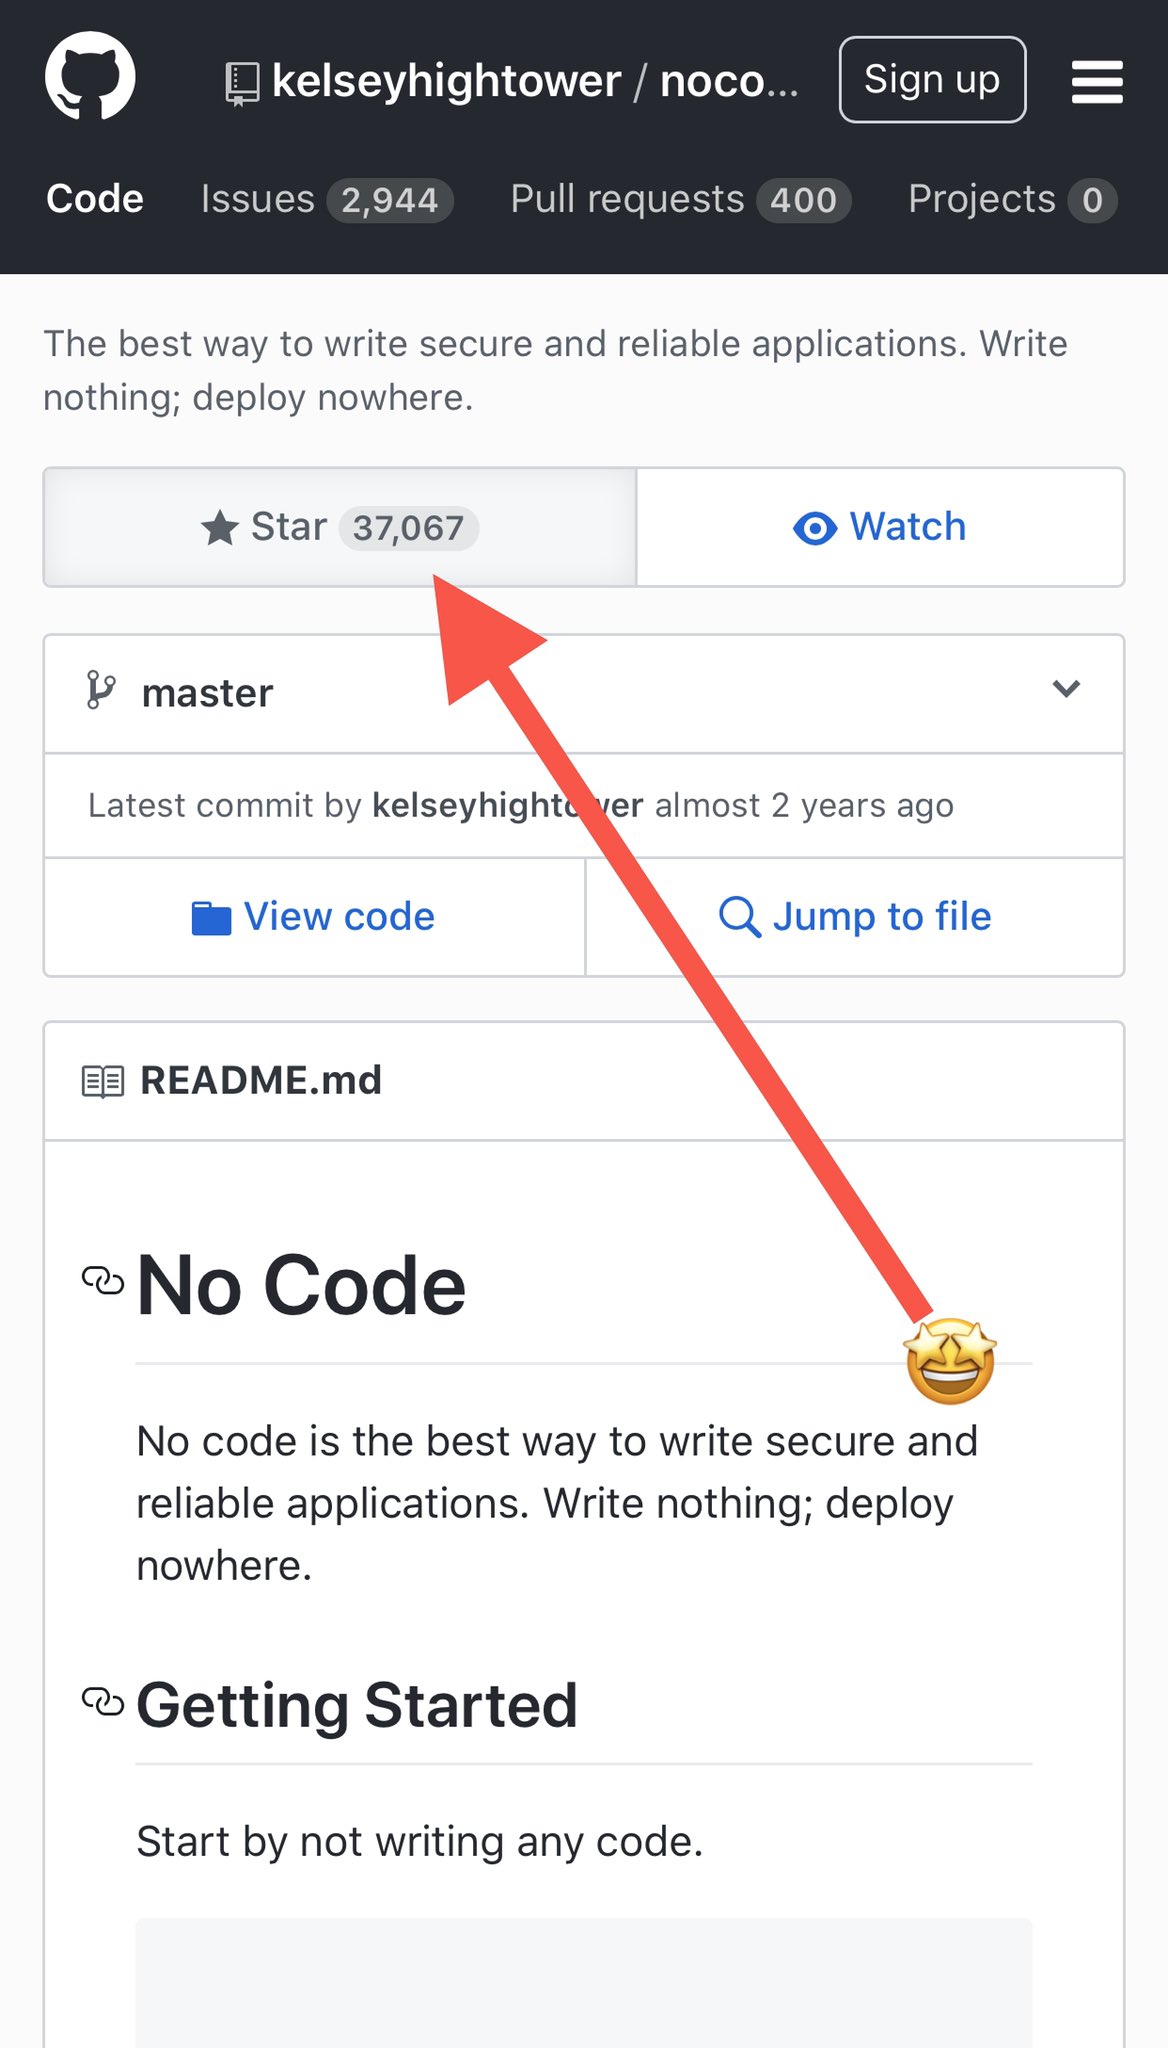 kelseyhightower / noco...
Sign up
Code Issues 2,944 Pull requests 400 Projects 0
The best way to write secure and reliable applications. Write
nothing; deploy nowhere.
Star 37,067
Watch
master
Latest commit by kelseyhightower almost 2 years ago
View code
Jump to file
README.md
No Code
No code is the best way to write secure and
reliable applications. Write nothing; deploy
nowhere.
Getting Started
Start by not writing any code.